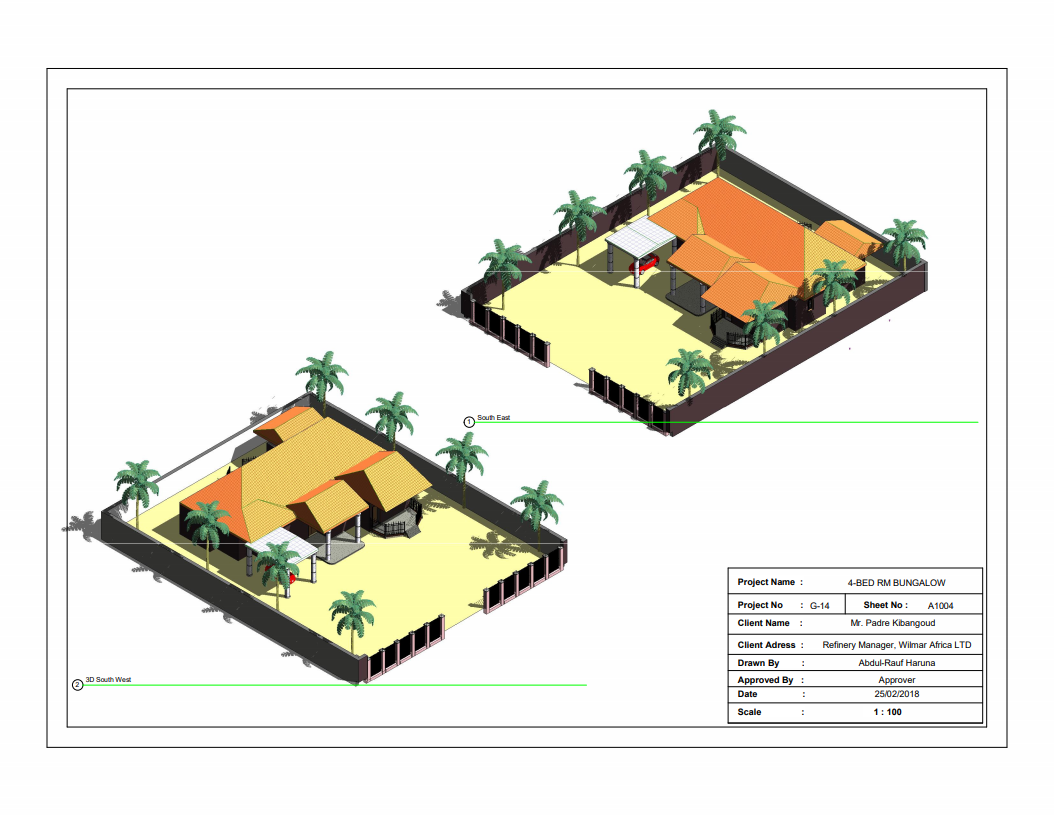 1 South East
2 3D South West
Project Name : 4-BED RM BUNGALOW
Project No : G-14 Sheet No : A1004
Client Name : Mr. Padre Kibangoud
Client Adress : Refinery Manager, Wilmar Africa LTD
Drawn By : Abdul-Rauf Haruna
Approved By : Approver
Date : 25/02/2018
Scale : 1 : 100